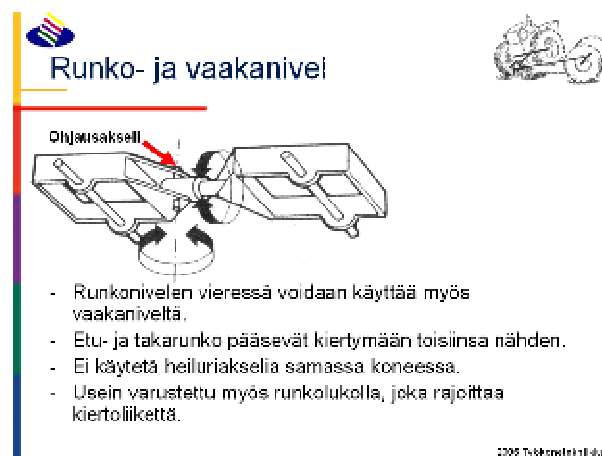 Runko- ja vaakanivel
Ohjausakseli
- Runkonivelen vieressä voidaan käyttää myös
vaakaniveltä.
- Etu- ja takarunko pääsevät kiertymään toisiinsa nähden.
- Ei käytetä heiluriakselia samassa koneessa.
- Usein varustettu myös runkolukolla, joka rajoittaa
kiertoliikettä.